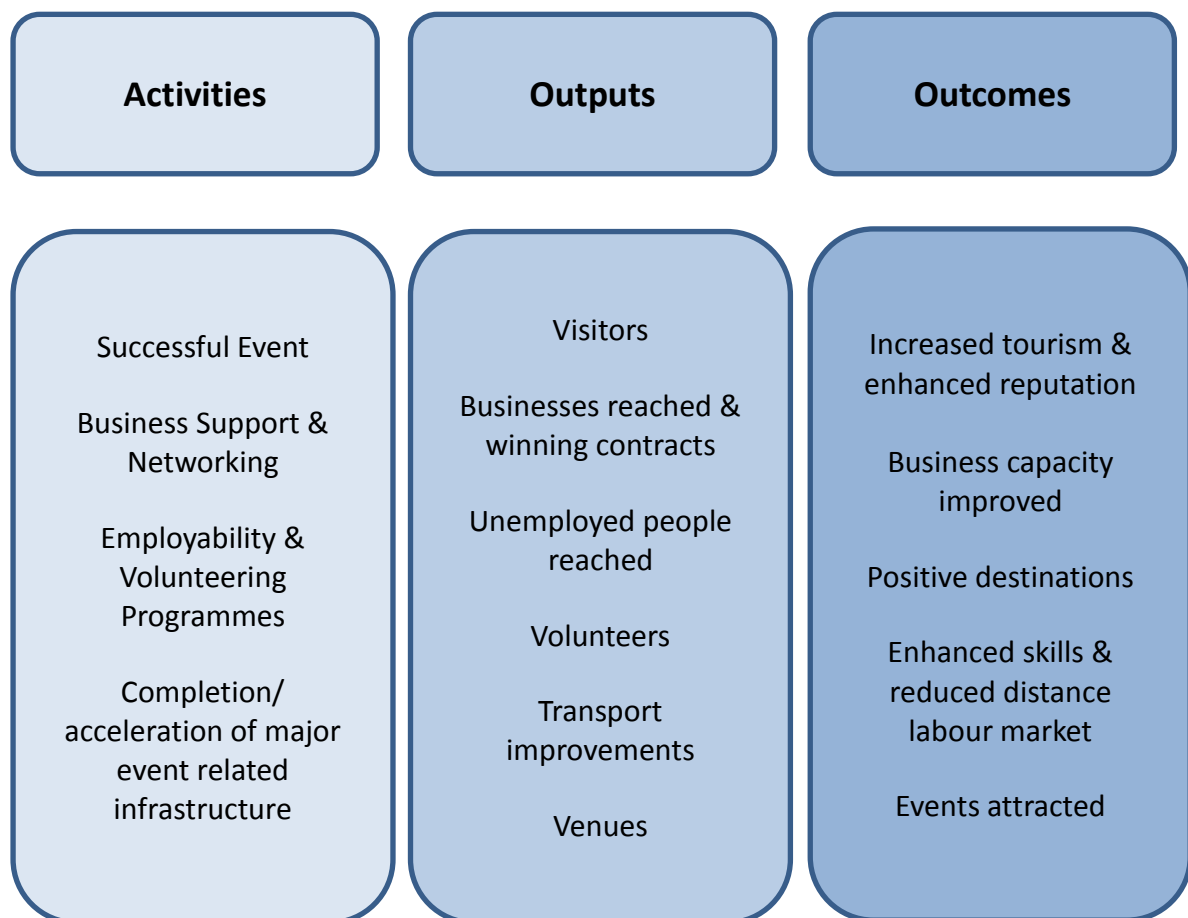 Activities
Outputs
Outcomes
Successful Event
Business Support &
Networking
Employability &
Volunteering
Programmes
Completion/
acceleration of major
event related
infrastructure
Visitors
Businesses reached &
winning contracts
Unemployed people
reached
Volunteers
Transport
improvements
Venues
Increased tourism &
enhanced reputation
Business capacity
improved
Positive destinations
Enhanced skills &
reduced distance
labour market
Events attracted